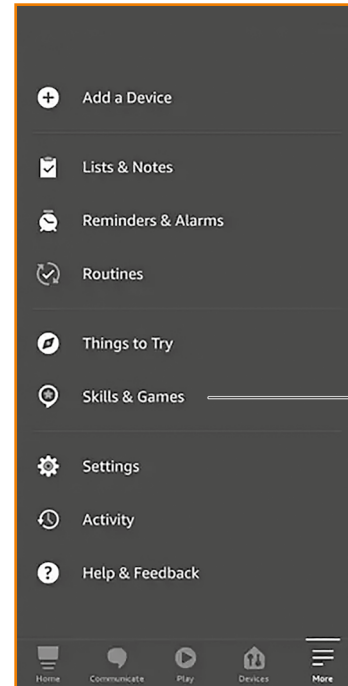 Add a Device
Lists & Notes
Reminders & Alarms
Routines
Things to Try
Skills & Games
Settings
Activity
Help & Feedback
Home Communicate Play Devices More